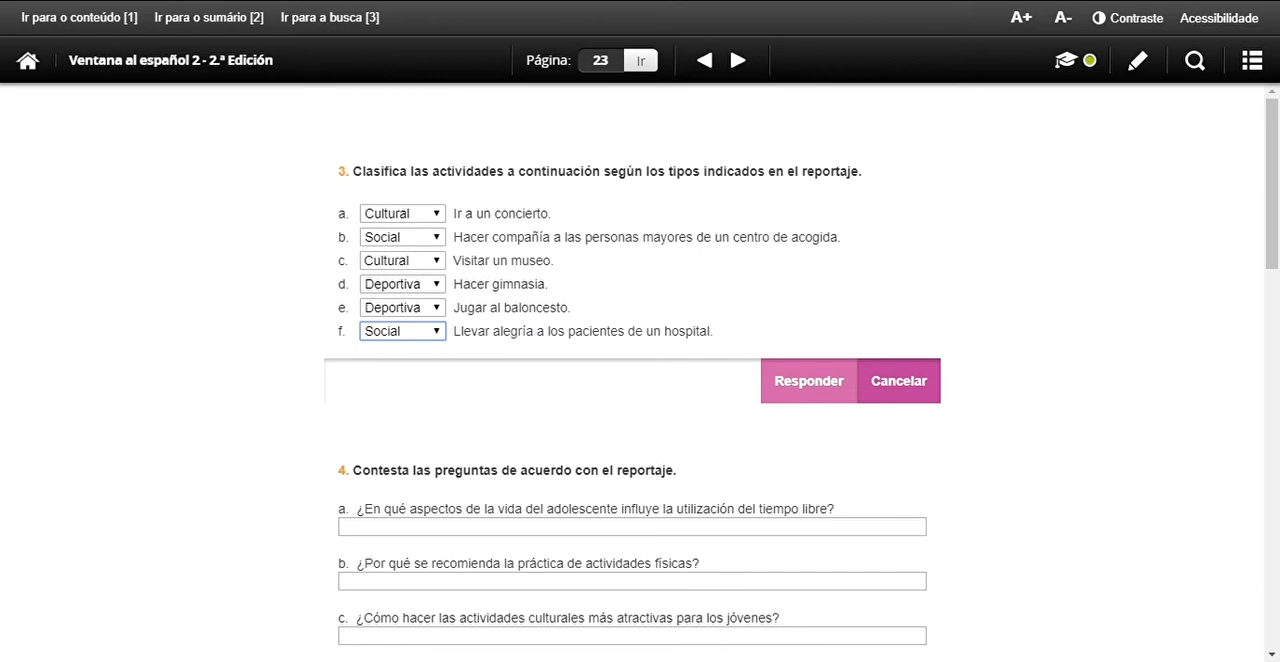 Ir para o conteúdo [1] Ir para o sumário [2] Ir para a busca [3] A+ A- Contraste Acessibilidade
Ventana al español 2 - 2.ª Edición Página: 23 Ir
3. Clasifica las actividades a continuación según los tipos indicados en el reportaje.
a. Cultural Ir a un concierto.
b. Social Hacer compañía a las personas mayores de un centro de acogida.
c. Cultural Visitar un museo.
d. Deportiva Hacer gimnasia.
e. Deportiva Jugar al baloncesto.
f. Social Llevar alegría a los pacientes de un hospital.
Responder Cancelar
4. Contesta las preguntas de acuerdo con el reportaje.
a. ¿En qué aspectos de la vida del adolescente influye la utilización del tiempo libre?
b. ¿Por qué se recomienda la práctica de actividades físicas?
c. ¿Cómo hacer las actividades culturales más atractivas para los jóvenes?